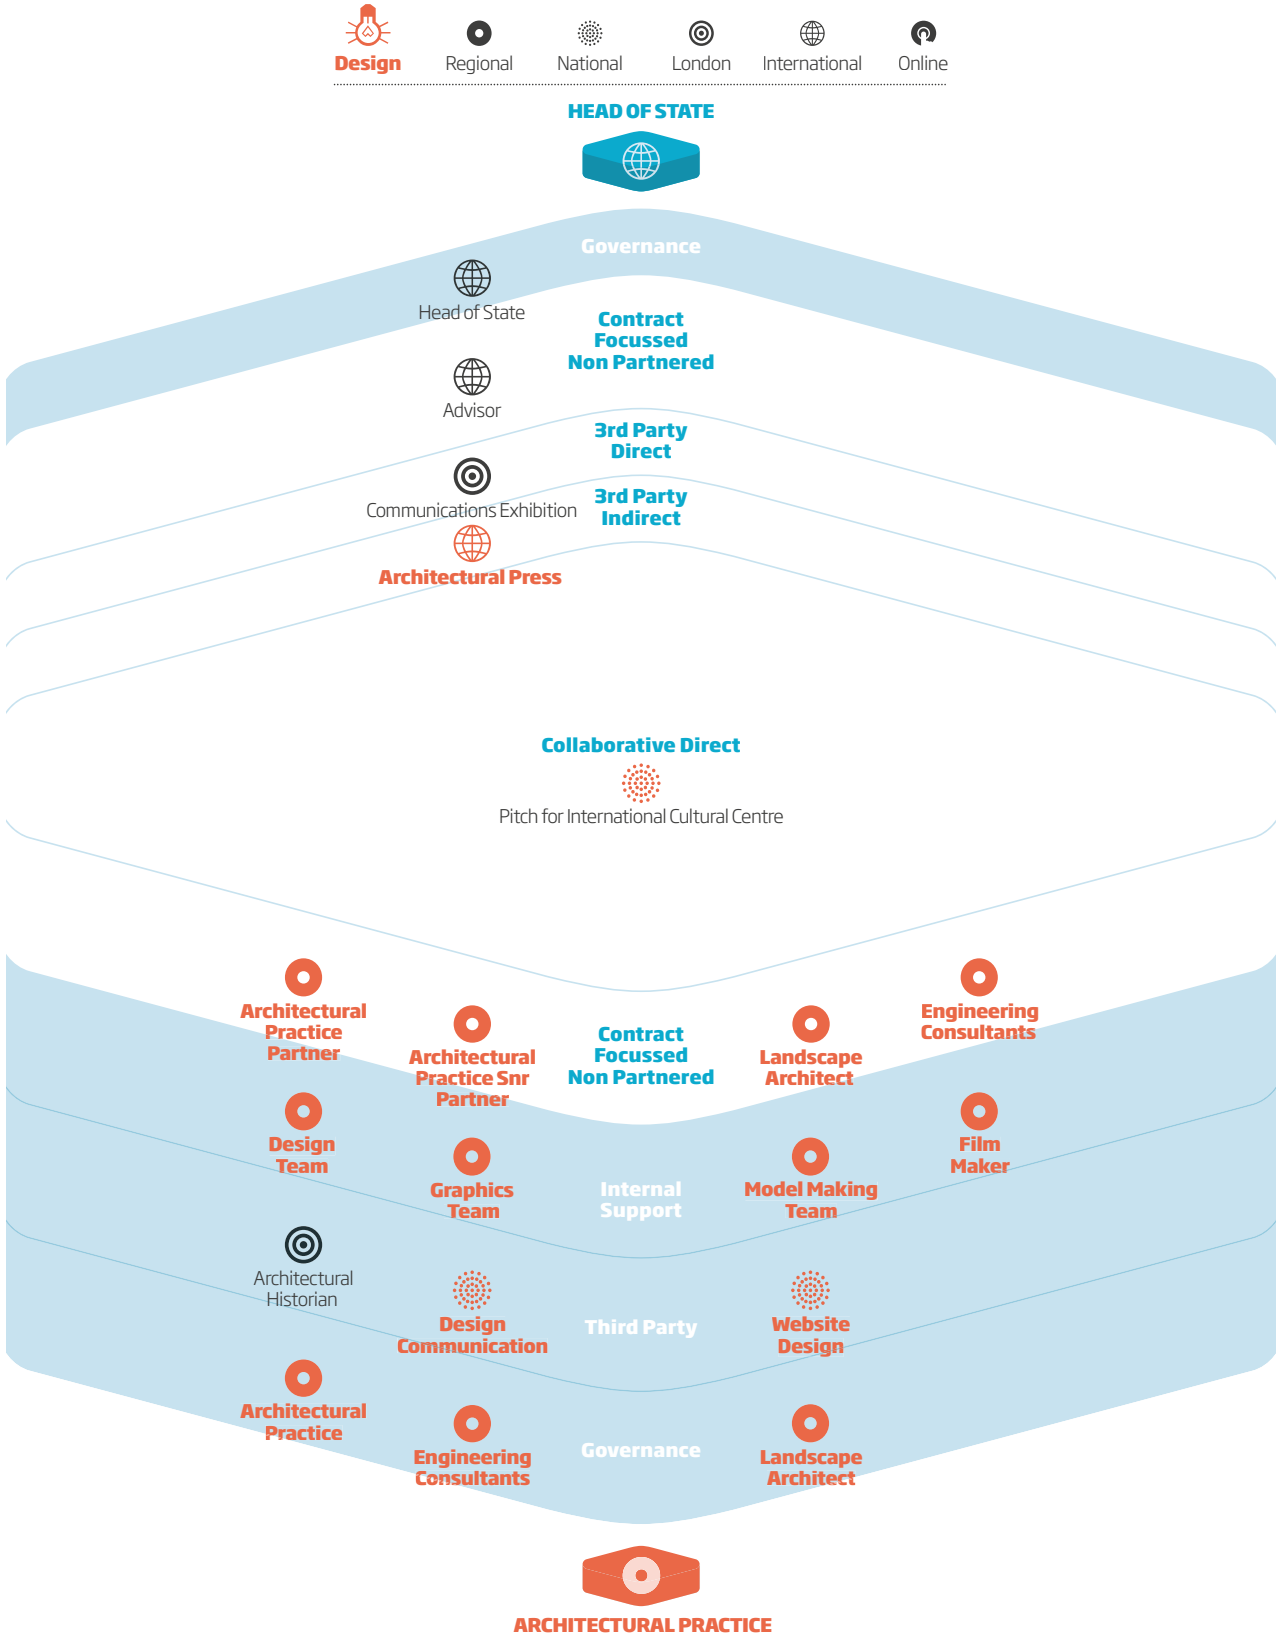 Design
Regional
National
London
International
Online
HEAD OF STATE
Governance
Head of State
Contract
Focussed
Non Partnered
Advisor
3rd Party
Direct
Communications Exhibition
3rd Party
Indirect
Architectural Press
Collaborative Direct
Pitch for International Cultural Centre
Architectural
Practice
Partner
Architectural
Practice Snr
Partner
Contract
Focussed
Non Partnered
Landscape
Architect
Engineering
Consultants
Design
Team
Graphics
Team
Internal
Support
Model Making
Team
Film
Maker
Architectural
Historian
Design
Communication
Third Party
Website
Design
Architectural
Practice
Engineering
Consultants
Governance
Landscape
Architect
ARCHITECTURAL PRACTICE